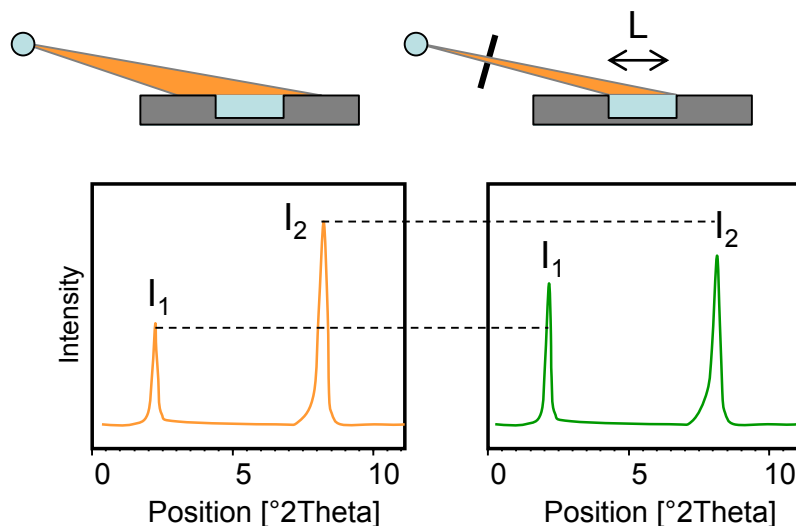 L
I₁
I₂
Intensity
0 5 10
Position [°2Theta]
I₁
I₂
0 5 10
Position [°2Theta]